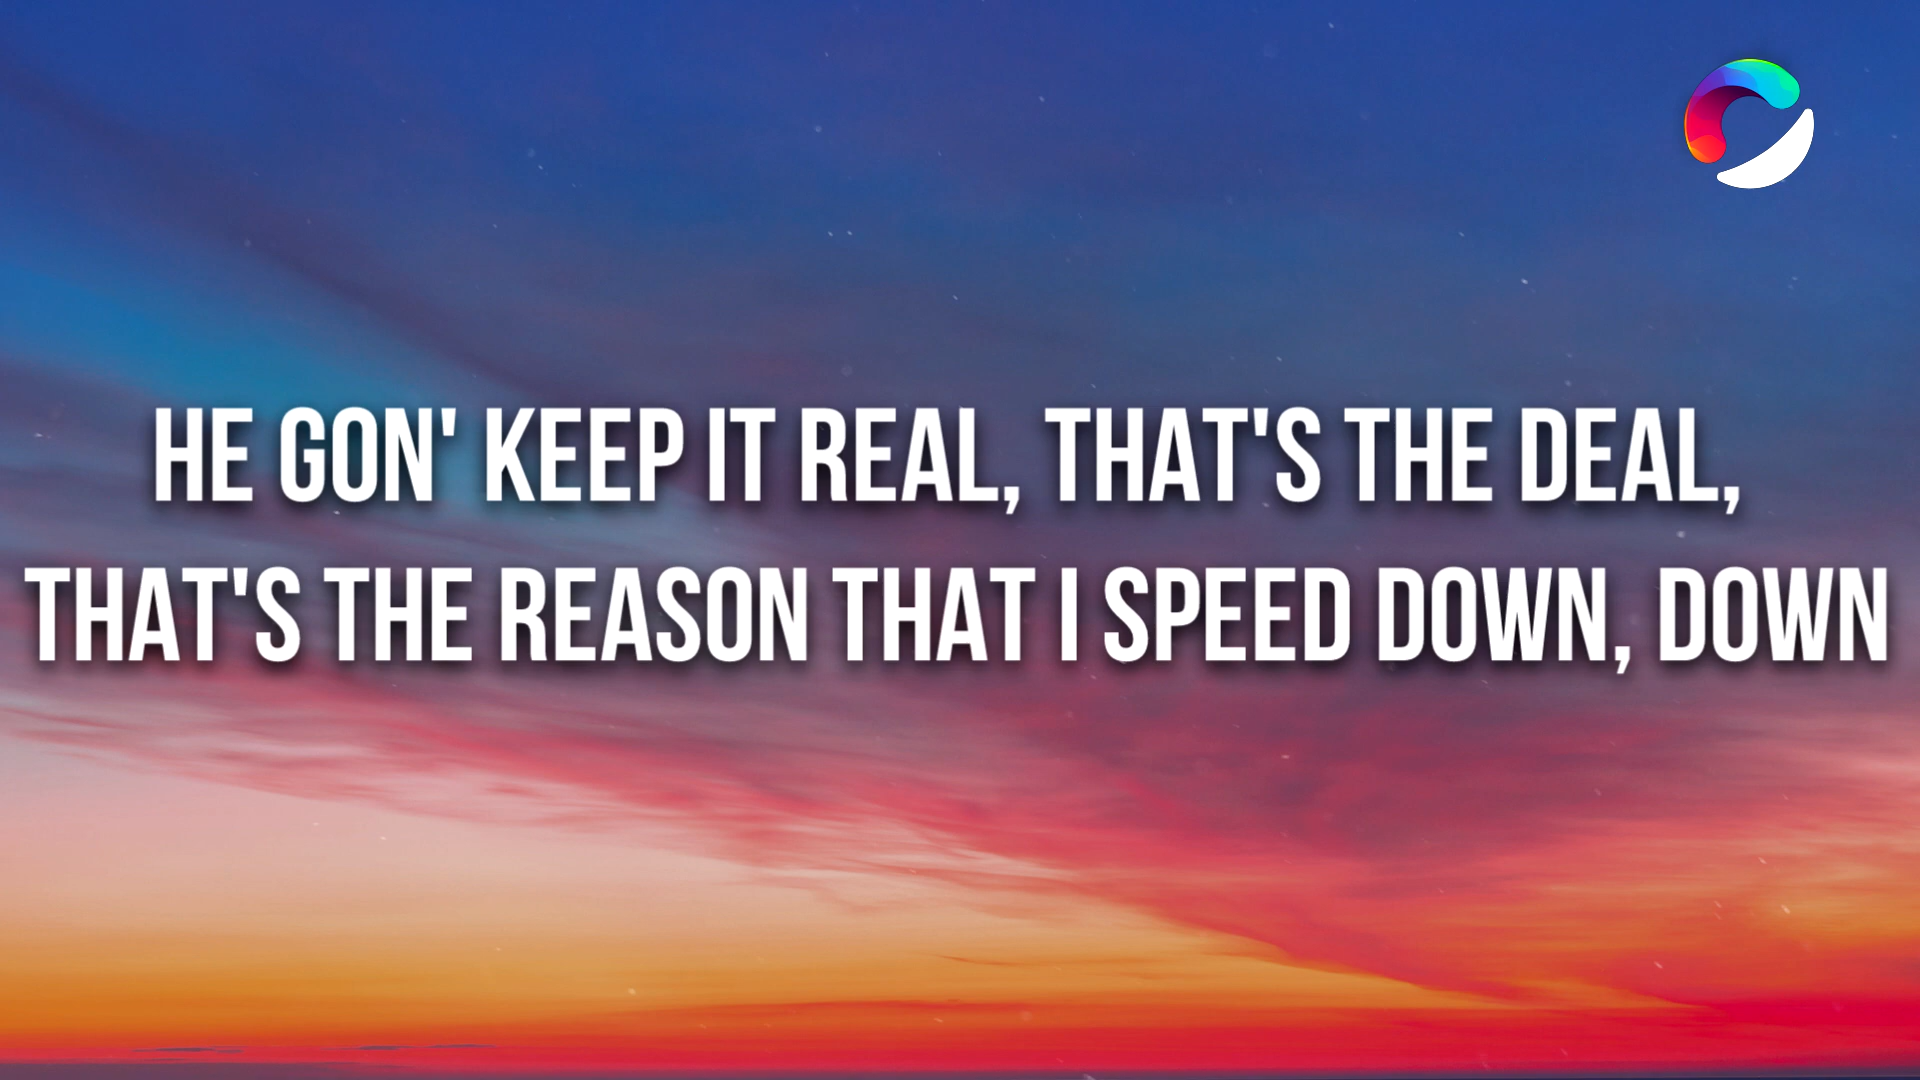 HE GON' KEEP IT REAL, THAT'S THE DEAL,
THAT'S THE REASON THAT I SPEED DOWN, DOWN